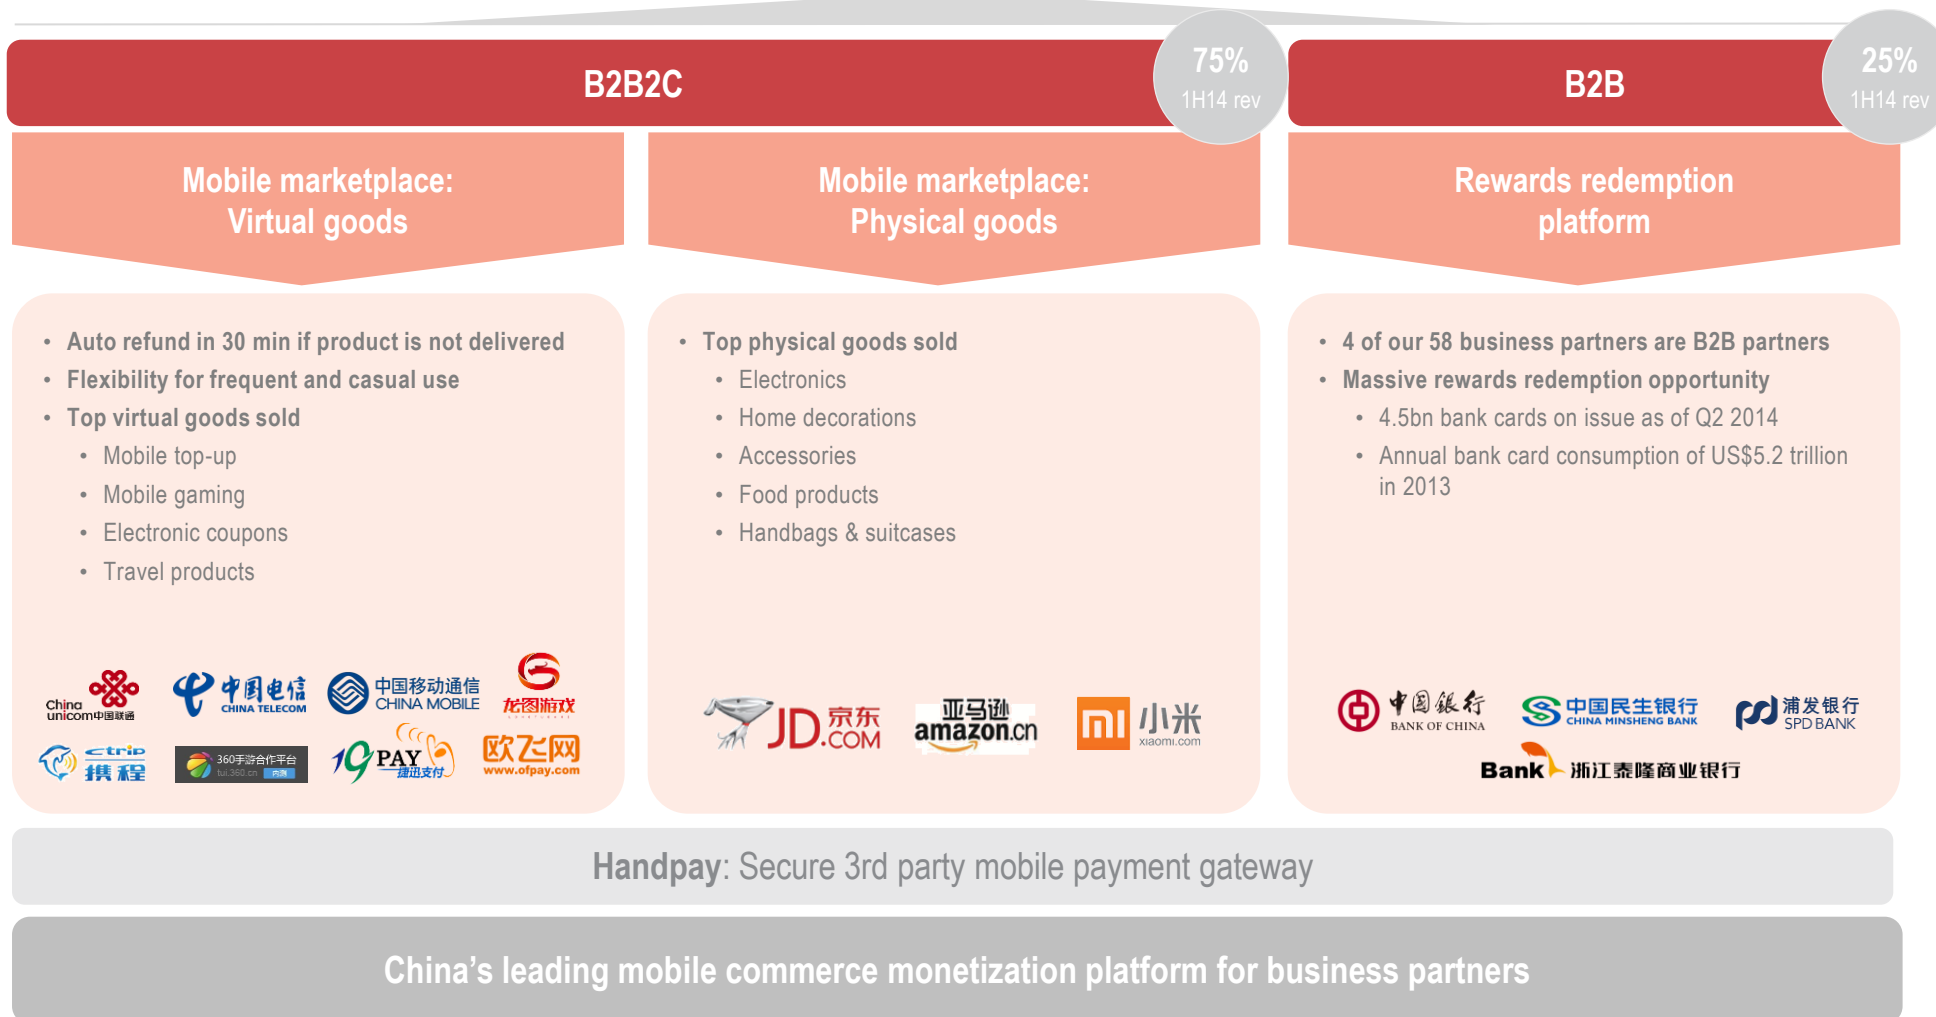 B2B2C
75%
1H14 rev
B2B
25%
1H14 rev
Mobile marketplace:
Virtual goods
Mobile marketplace:
Physical goods
Rewards redemption
platform
• Auto refund in 30 min if product is not delivered
• Flexibility for frequent and casual use
• Top virtual goods sold
• Mobile top-up
• Mobile gaming
• Electronic coupons
• Travel products
China
unicom中国联通
中国电信
CHINA TELECOM
中国移动通信
CHINA MOBILE
龙图游戏
ctrip
携程
360手游合作平台
tui.360.cn 内测
19PAY
捷迅支付
欧飞网
www.ofpay.com
• Top physical goods sold
• Electronics
• Home decorations
• Accessories
• Food products
• Handbags & suitcases
JD.COM 京东
亚马逊
amazon.cn
mi 小米
xiaomi.com
• 4 of our 58 business partners are B2B partners
• Massive rewards redemption opportunity
• 4.5bn bank cards on issue as of Q2 2014
• Annual bank card consumption of US$5.2 trillion
in 2013
中国银行
BANK OF CHINA
中国民生银行
CHINA MINSHENG BANK
浦发银行
SPD BANK
Bank 浙江泰隆商业银行
Handpay: Secure 3rd party mobile payment gateway
China's leading mobile commerce monetization platform for business partners